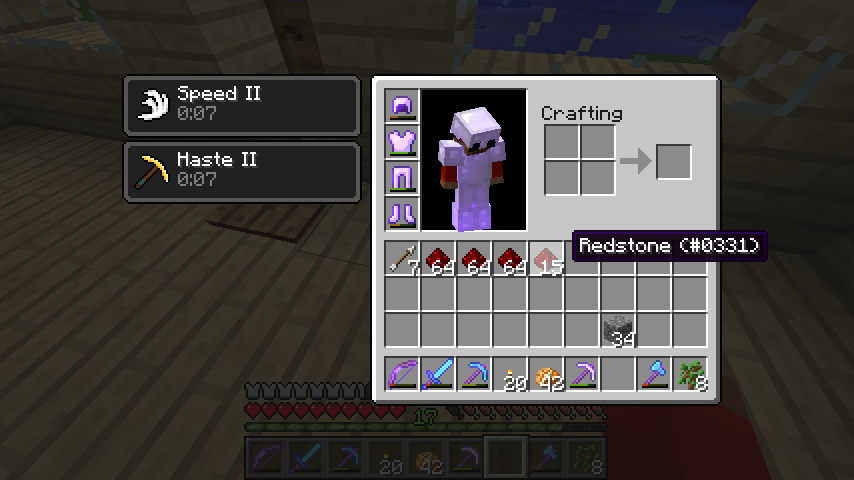 Speed II
0:07
Haste II
0:07
Crafting
Redstone (#0331)
7 64 64 64 15
34
20 42 8
17
20 42 8